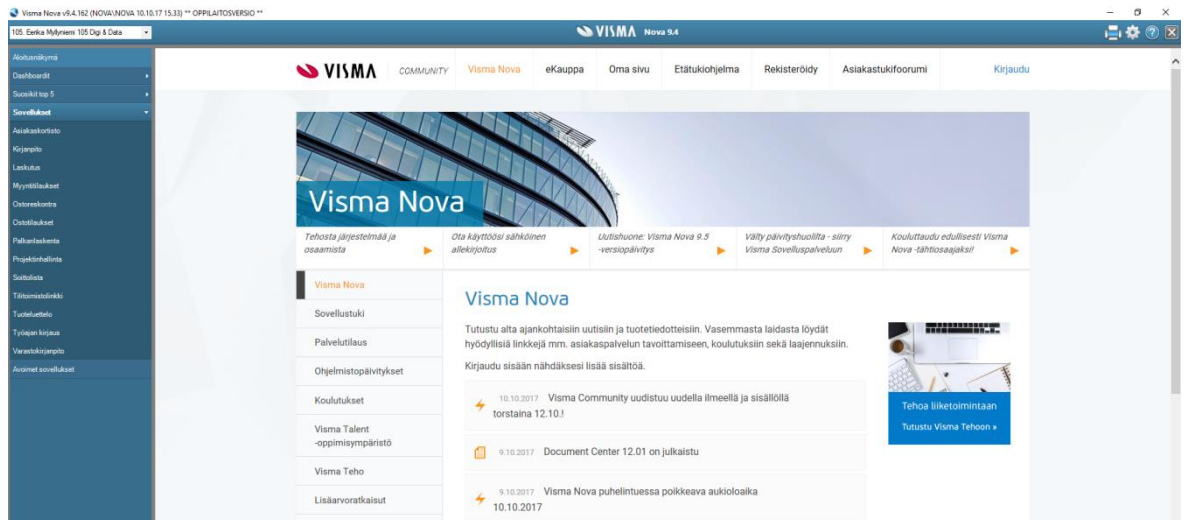 Visma Nova v9.4.162 (NOVA\NOVA 10.10.17 15.33) ** OPPILAITOSVERSIO **
105. Eerika Myllyniemi 105 Digi & Data
VISMA Nova 9.4
Aloitusnäkymä
Dashboardit
Suosikit top 5
Sovellukset
Asiakaskortisto
Kirjanpito
Laskutus
Myyntitilaukset
Ostoreskontra
Ostotilaukset
Palkanlaskenta
Projektinhallinta
Soittolista
Tilitoimistolinkki
Tuoteluettelo
Työajan kirjaus
Varastokirjanpito
Avoimet sovellukset
VISMA COMMUNITY Visma Nova eKauppa Oma sivu Etätukiohjelma Rekisteröidy Asiakastukifoorumi Kirjaudu
Visma Nova
Tehosta järjestelmää ja
osaamista
Ota käyttöösi sähköinen
allekirjoitus
Uutishuone: Visma Nova 9.5
-versiopäivitys
Välty päivityshuolilta - siirry
Visma Sovelluspalveluun
Kouluttaudu edullisesti Visma
Nova -tähtiosaajaksi!
Visma Nova
Sovellustuki
Palvelutilaus
Ohjelmistopäivitykset
Koulutukset
Visma Talent
-oppimisympäristö
Visma Teho
Lisäarvoratkaisut
Visma Nova
Tutustu alta ajankohtaisiin uutisiin ja tuotetiedotteisiin. Vasemmasta laidasta löydät
hyödyllisiä linkkejä mm. asiakaspalvelun tavoittamiseen, koulutuksiin sekä laajennuksiin.
Kirjaudu sisään nähdäksesi lisää sisältöä.
10.10.2017 Visma Community uudistuu uudella ilmeellä ja sisällöllä
torstaina 12.10.!
9.10.2017 Document Center 12.01 on julkaistu
9.10.2017 Visma Nova puhelintuessa poikkeava aukioloaika
10.10.2017
Tehoa liiketoimintaan
Tutustu Visma Tehoon »